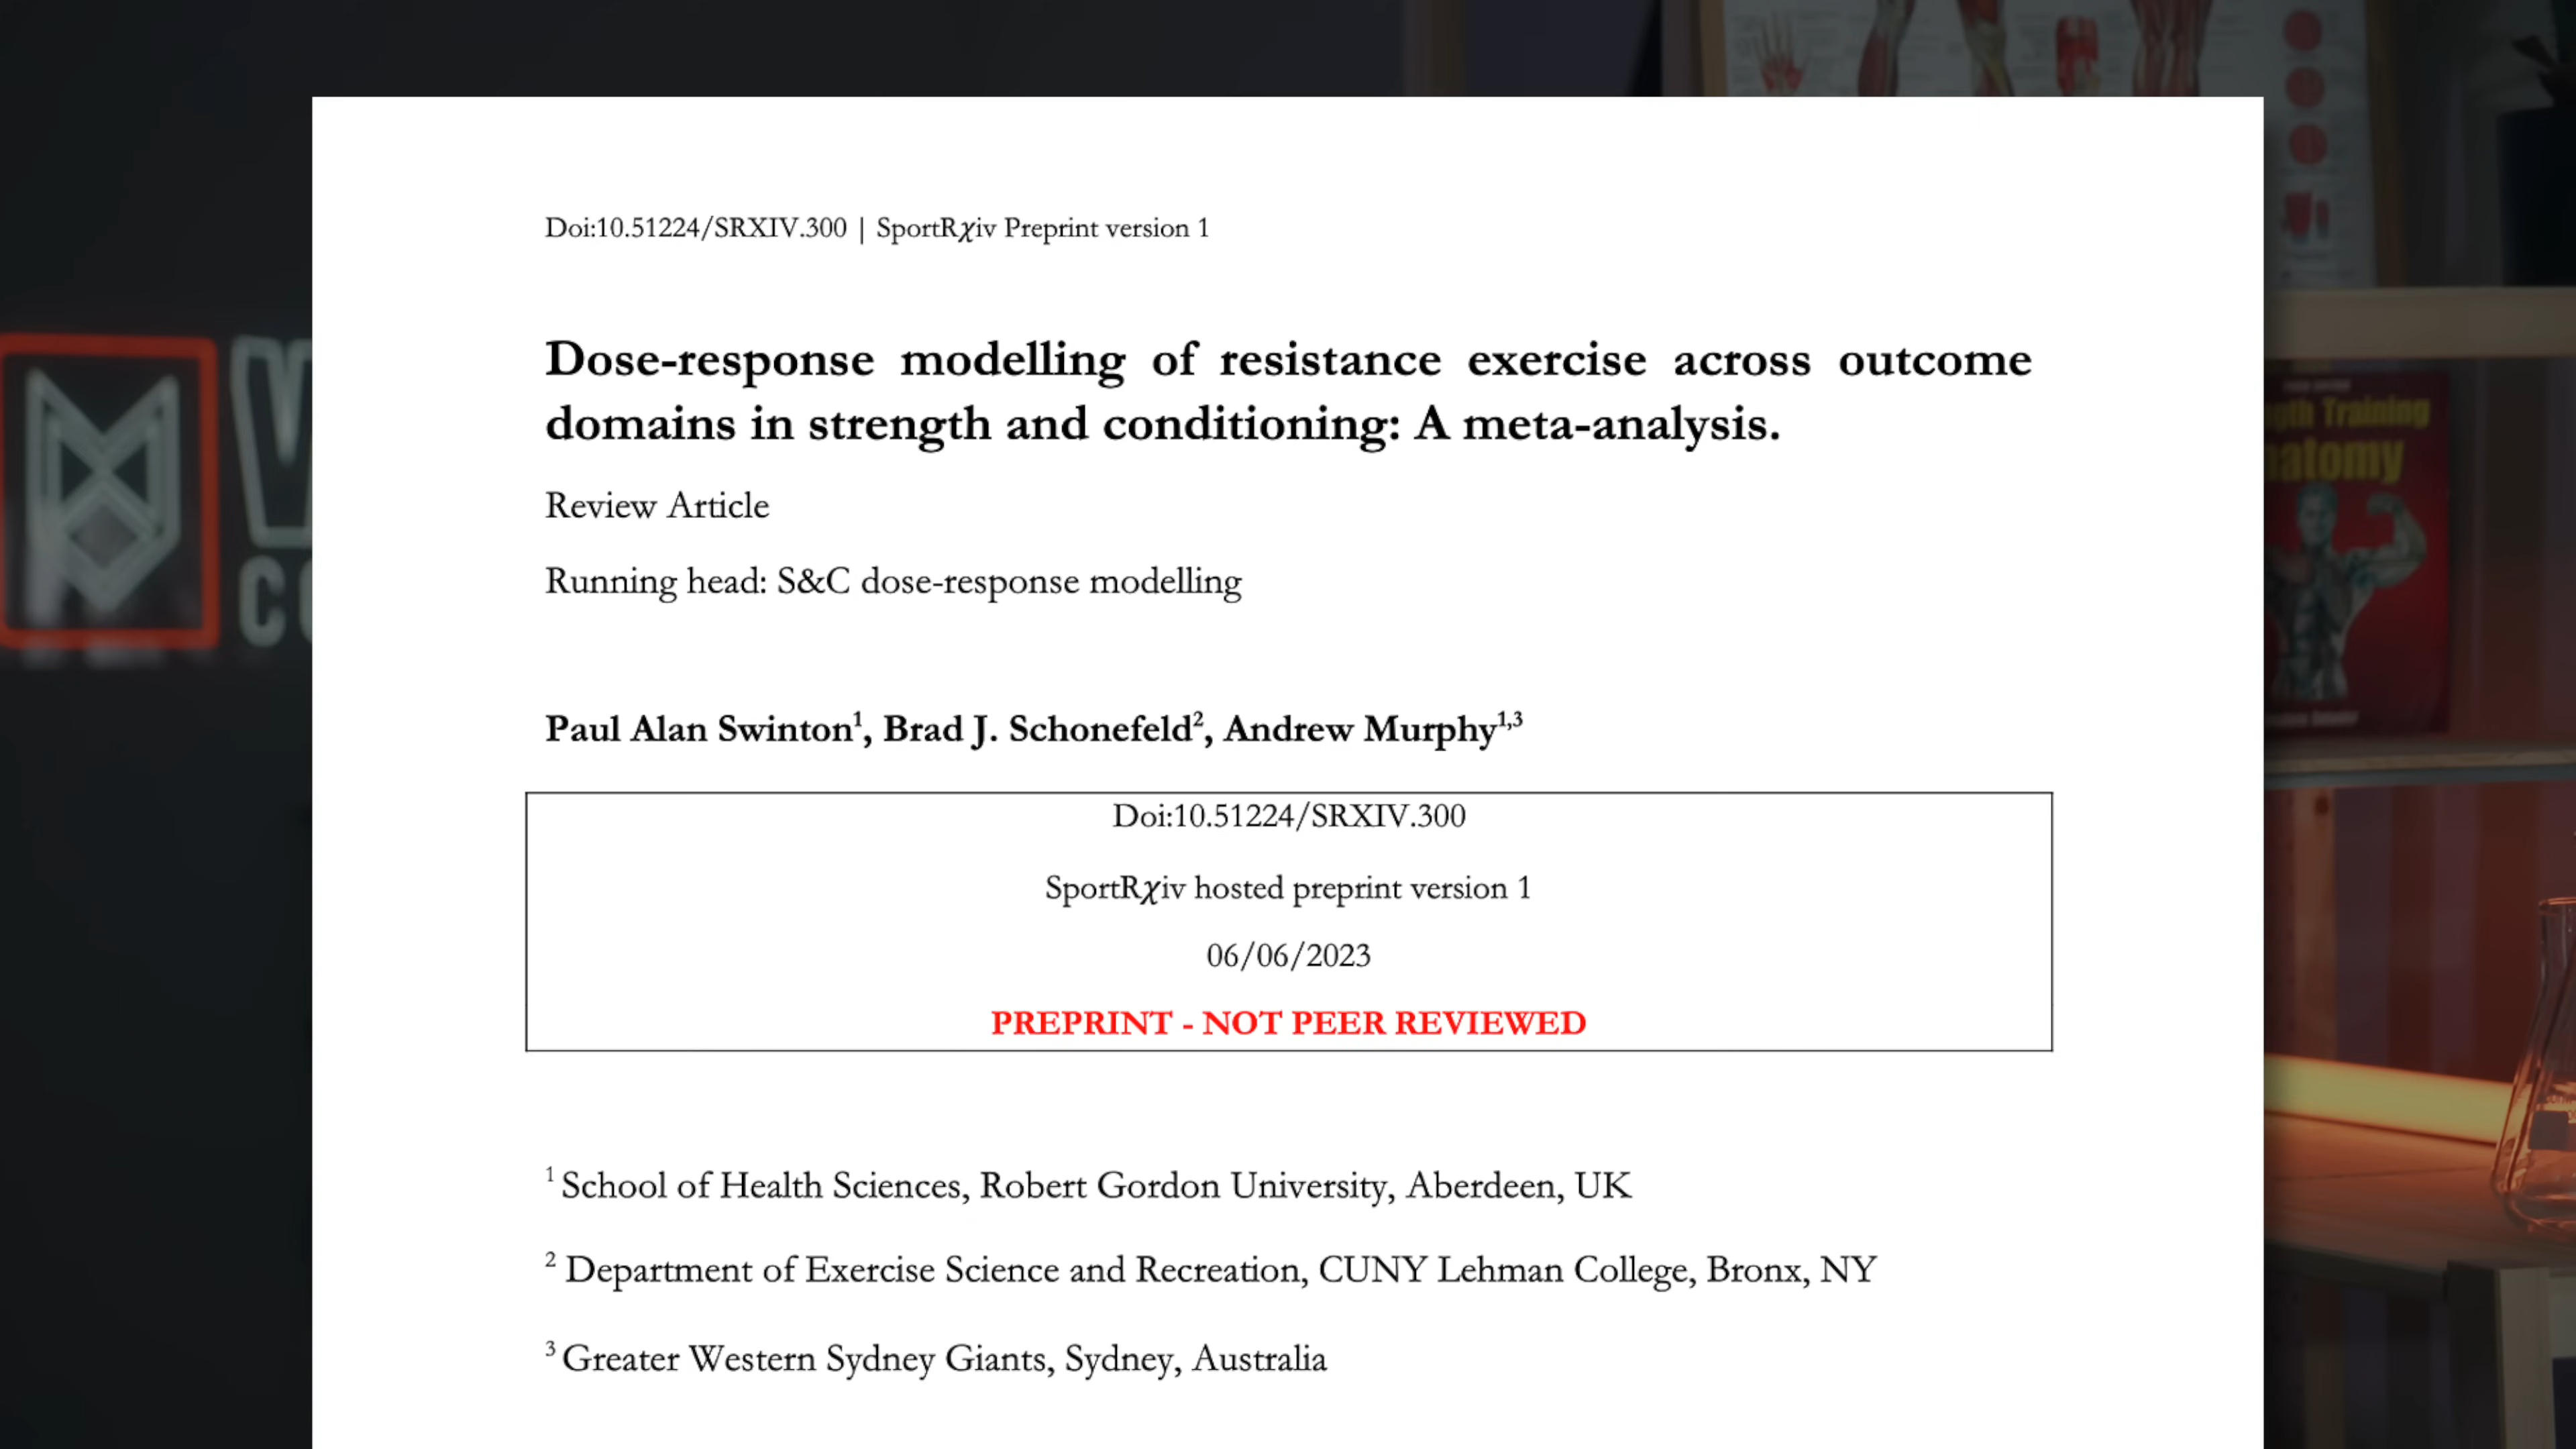 Doi:10.51224/SRXIV.300 | SportRχiv Preprint version 1
Dose-response modelling of resistance exercise across outcome
domains in strength and conditioning: A meta-analysis.
Review Article
Running head: S&C dose-response modelling
Paul Alan Swinton1, Brad J. Schonefeld2, Andrew Murphy1,3
Doi:10.51224/SRXIV.300
SportRχiv hosted preprint version 1
06/06/2023
PREPRINT - NOT PEER REVIEWED
1 School of Health Sciences, Robert Gordon University, Aberdeen, UK
2 Department of Exercise Science and Recreation, CUNY Lehman College, Bronx, NY
3 Greater Western Sydney Giants, Sydney, Australia
Training